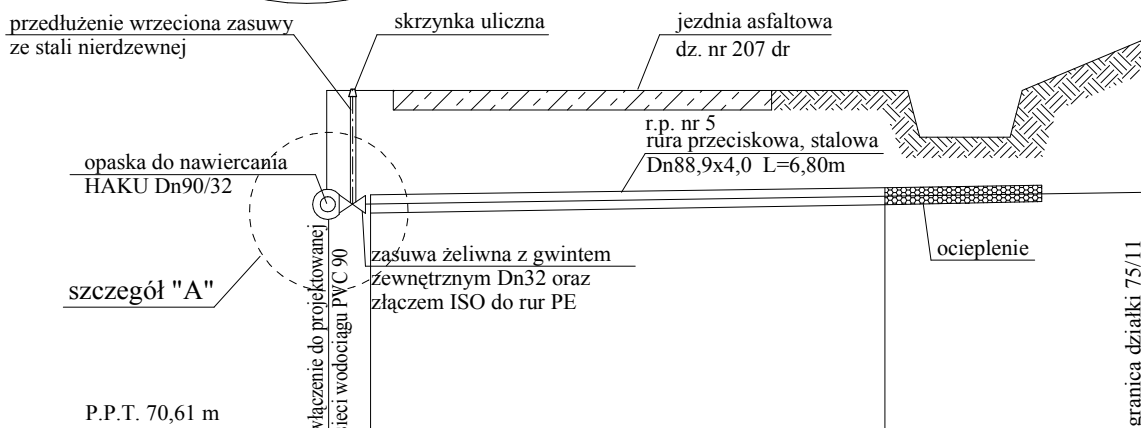 przedłużenie wrzeciona zasuwy
ze stali nierdzewnej
skrzynka uliczna
jezdnia asfaltowa
dz. nr 207 dr
r.p. nr 5
rura przeciskowa, stalowa
Dn88,9x4,0 L=6,80m
opaska do nawiercania
HAKU Dn90/32
zasuwa żeliwna z gwintem
zewnętrznym Dn32 oraz
złączem ISO do rur PE
ocieplenie
szczegół "A"
włączenie do projektowanej
sieci wodociągu PVC 90
granica działki 75/11
P.P.T. 70,61 m